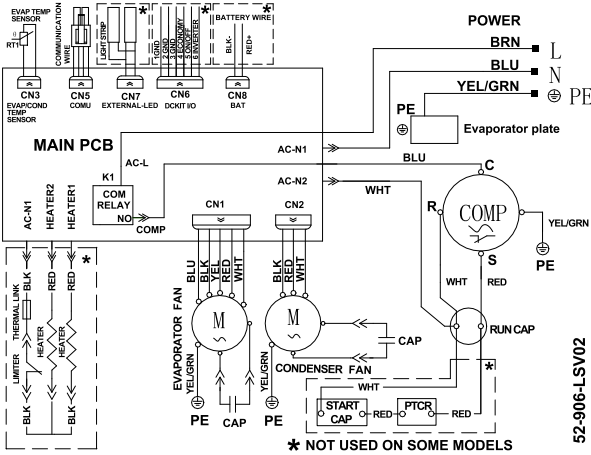 EVAP TEMP
SENSOR
RT1
COMMUNICATION
WIRE
LIGHT STRIP
*
1GND
2 GND
3.GND
4.ECONOMY
5.ON/OFF
6 INVERTER
*
BATTERY WIRE
*
BLK-
RED+
POWER
BRN
L
BLU
N
YEL/GRN
PE
PE
Evaporator plate
CN3
EVAP/COND
TEMP
SENSOR
CN5
COMU
CN7
EXTERNAL-LED
CN6
DCKIT I/O
CN8
BAT
MAIN PCB
AC-N1
AC-L
AC-N2
BLU
WHT
K1
COM
RELAY
NO
COMP
AC-N1
HEATER2
HEATER1
CN1
CN2
C
R
COMP
S
YEL/GRN
PE
WHT
RED
RUN CAP
BLU
BLK
YEL
RED
WHT
BLK
RED
WHT
*
BLK
RED
RED
THERMAL LINK
LIMITER
HEATER
HEATER
BLK
RED
BLK
EVAPORATOR FAN
M
YEL/GRN
PE
CAP
M
YEL/GRN
PE
CAP
CONDENSER FAN
*
WHT
START
CAP
RED
PTCR
RED
* NOT USED ON SOME MODELS
52-906-LSV02